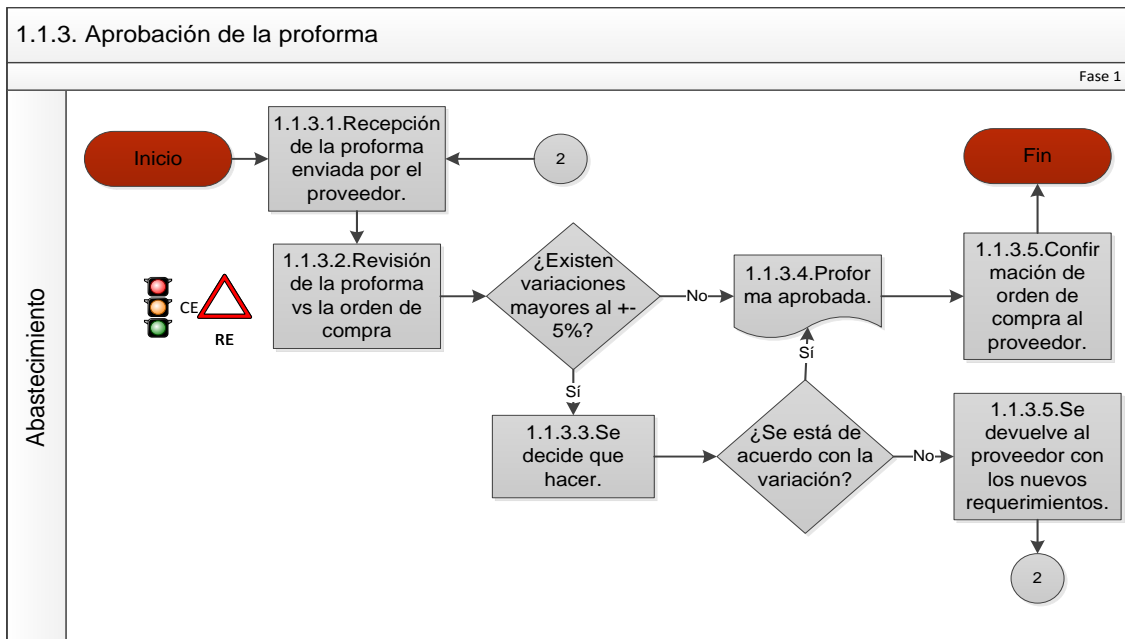 1.1.3. Aprobación de la proforma
Fase 1
Abastecimiento
Inicio
1.1.3.1.Recepción
de la proforma
enviada por el
proveedor.
2
Fin
CE
RE
1.1.3.2.Revisión
de la proforma
vs la orden de
compra
¿Existen
variaciones
mayores al +-
5%?
No
1.1.3.4.Profor
ma aprobada.
1.1.3.5.Confir
mación de
orden de
compra al
proveedor.
Sí
Sí
1.1.3.3.Se
decide que
hacer.
¿Se está de
acuerdo con la
variación?
No
1.1.3.5.Se
devuelve al
proveedor con
los nuevos
requerimientos.
2